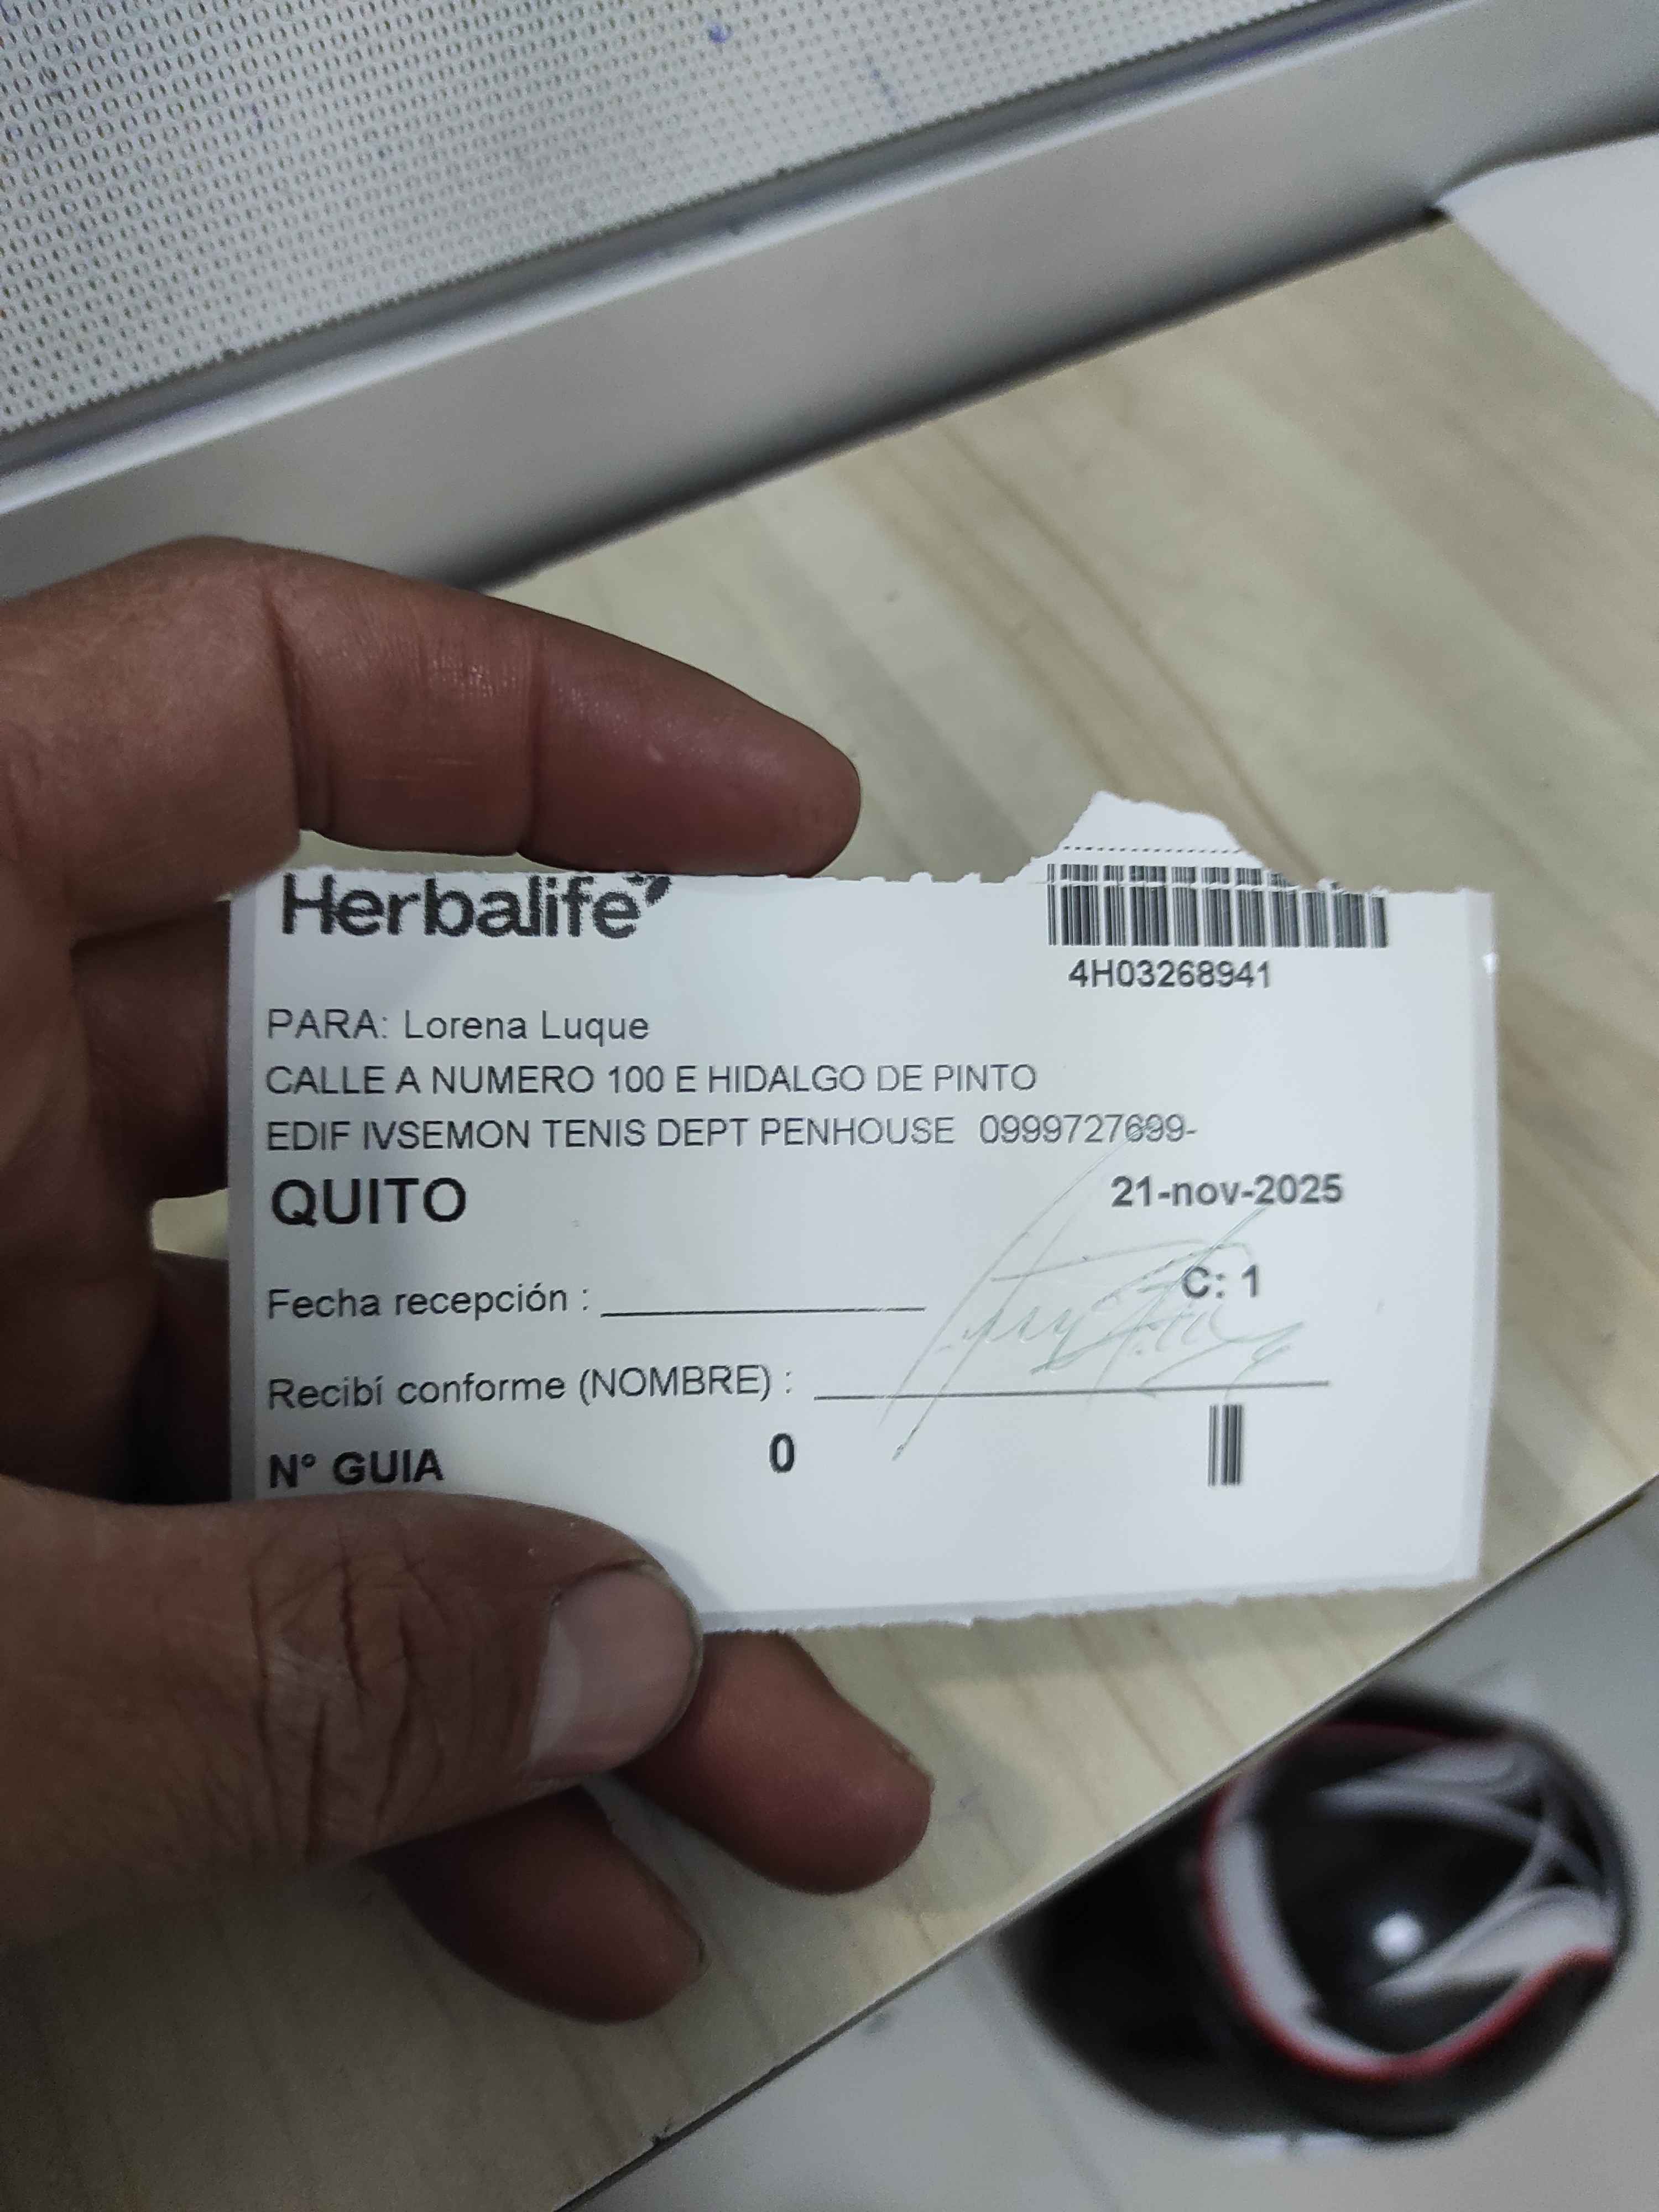 Herbalife
4H03268941
PARA: Lorena Luque
CALLE A NUMERO 100 E HIDALGO DE PINTO
EDIF IVSEMON TENIS DEPT PENHOUSE 0999727699-
QUITO 21-nov-2025
C: 1
Fecha recepción :
Recibí conforme (NOMBRE) :
N° GUIA 0